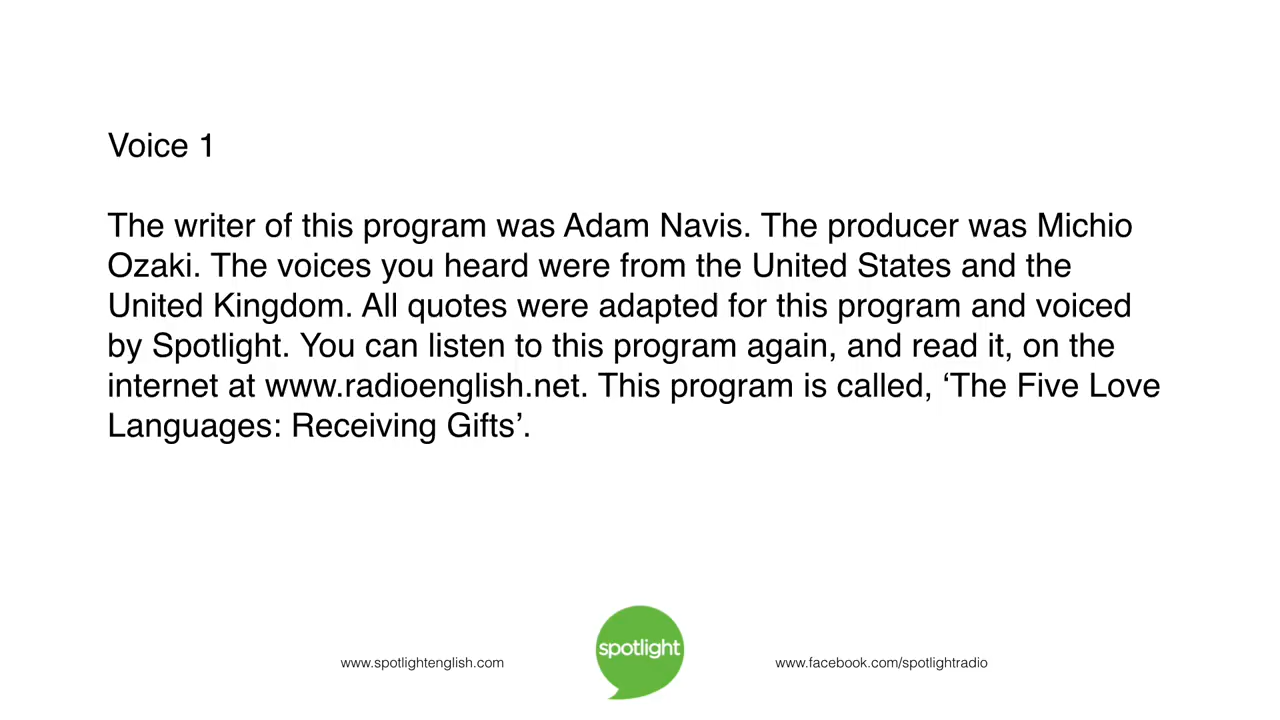 Voice 1
The writer of this program was Adam Navis. The producer was Michio
Ozaki. The voices you heard were from the United States and the
United Kingdom. All quotes were adapted for this program and voiced
by Spotlight. You can listen to this program again, and read it, on the
internet at www.radioenglish.net. This program is called, ‘The Five Love
Languages: Receiving Gifts’.
www.spotlightenglish.com
spotlight
www.facebook.com/spotlightradio